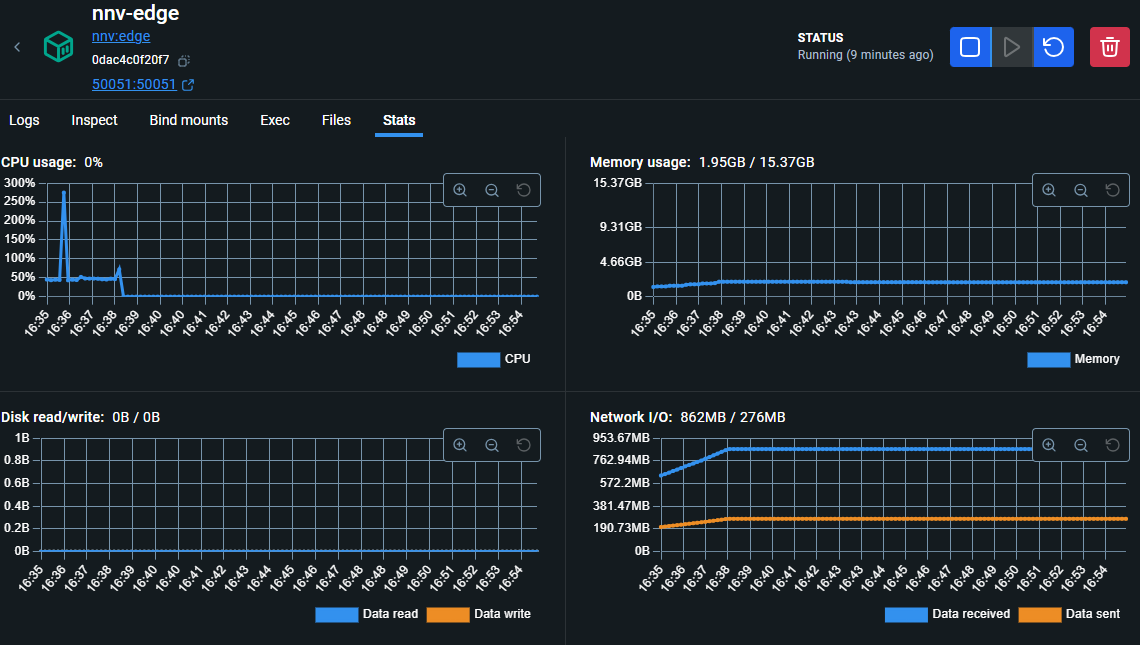 nnv-edge
nnv:edge
0dac4c0f20f7
50051:50051
STATUS
Running (9 minutes ago)
Logs Inspect Bind mounts Exec Files Stats
CPU usage: 0%
300%
250%
200%
150%
100%
50%
0%
16:35 16:36 16:37 16:38 16:39 16:40 16:40 16:41 16:42 16:43 16:44 16:45 16:46 16:47 16:48 16:48 16:49 16:50 16:51 16:52 16:53 16:54
CPU
Memory usage: 1.95GB / 15.37GB
15.37GB
9.31GB
4.66GB
0B
16:35 16:36 16:37 16:38 16:39 16:40 16:41 16:42 16:43 16:43 16:44 16:45 16:46 16:47 16:48 16:49 16:50 16:51 16:52 16:53 16:54
Memory
Disk read/write: 0B / 0B
1B
0.8B
0.6B
0.4B
0.2B
0B
16:35 16:36 16:37 16:38 16:39 16:40 16:40 16:41 16:42 16:43 16:44 16:45 16:46 16:47 16:48 16:48 16:49 16:50 16:51 16:52 16:53 16:54
Data read Data write
Network I/O: 862MB / 276MB
953.67MB
762.94MB
572.2MB
381.47MB
190.73MB
0B
16:35 16:36 16:37 16:38 16:39 16:40 16:41 16:42 16:43 16:43 16:44 16:45 16:46 16:47 16:48 16:49 16:50 16:51 16:52 16:53 16:54
Data received Data sent